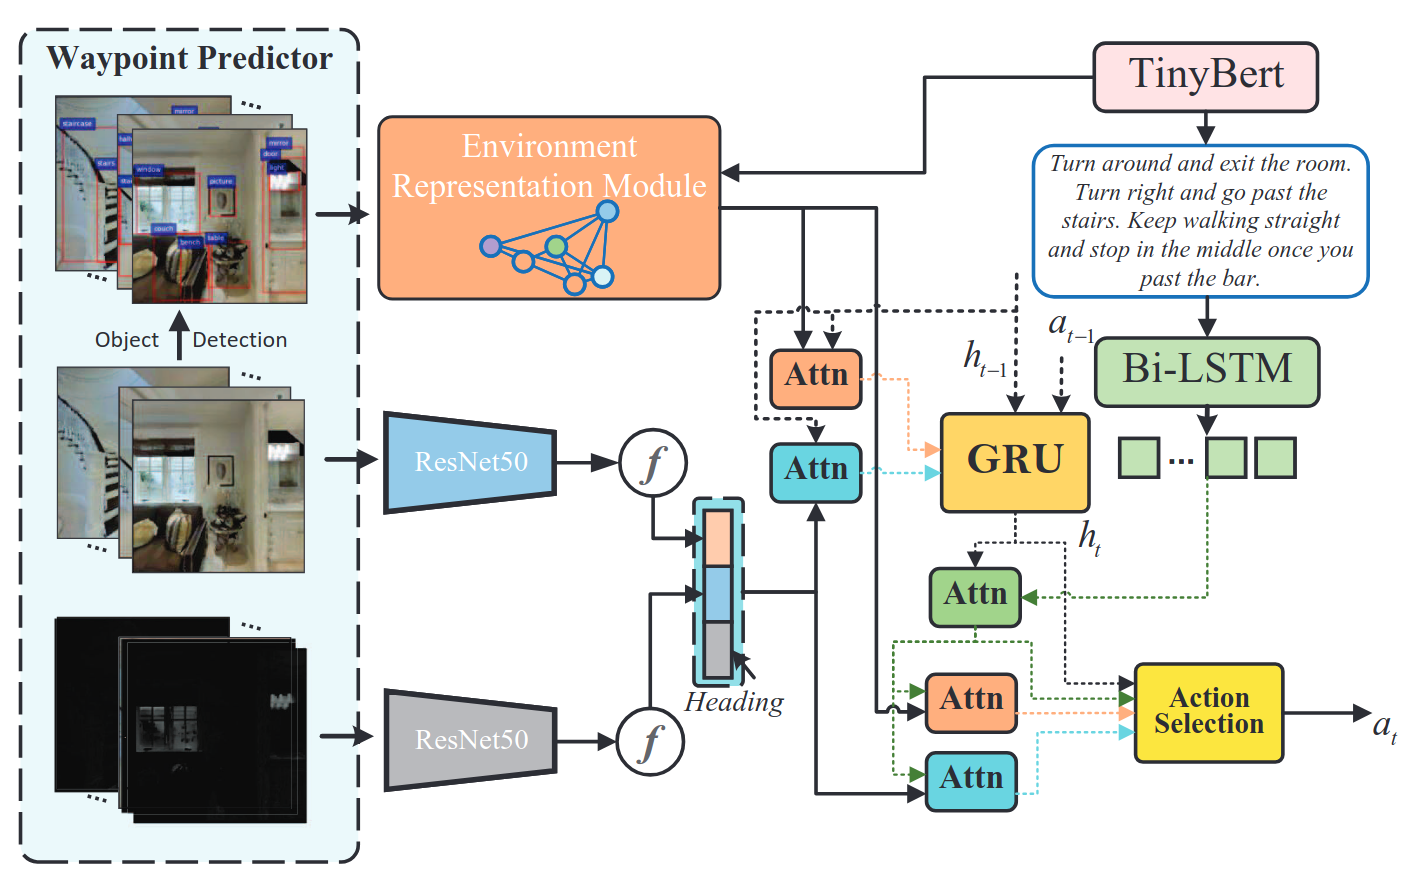 Waypoint Predictor
staircase
mirror
stairs
window
picture
mirror
door
light
couch
bench
table
Object Detection
Environment
Representation Module
TinyBert
Turn around and exit the room.
Turn right and go past the
stairs. Keep walking straight
and stop in the middle once you
past the bar.
Bi-LSTM
...
ResNet50
f
ResNet50
f
Heading
Attn
Attn
h_{t-1}
a_{t-1}
GRU
h_t
Attn
Attn
Attn
Action
Selection
a_t